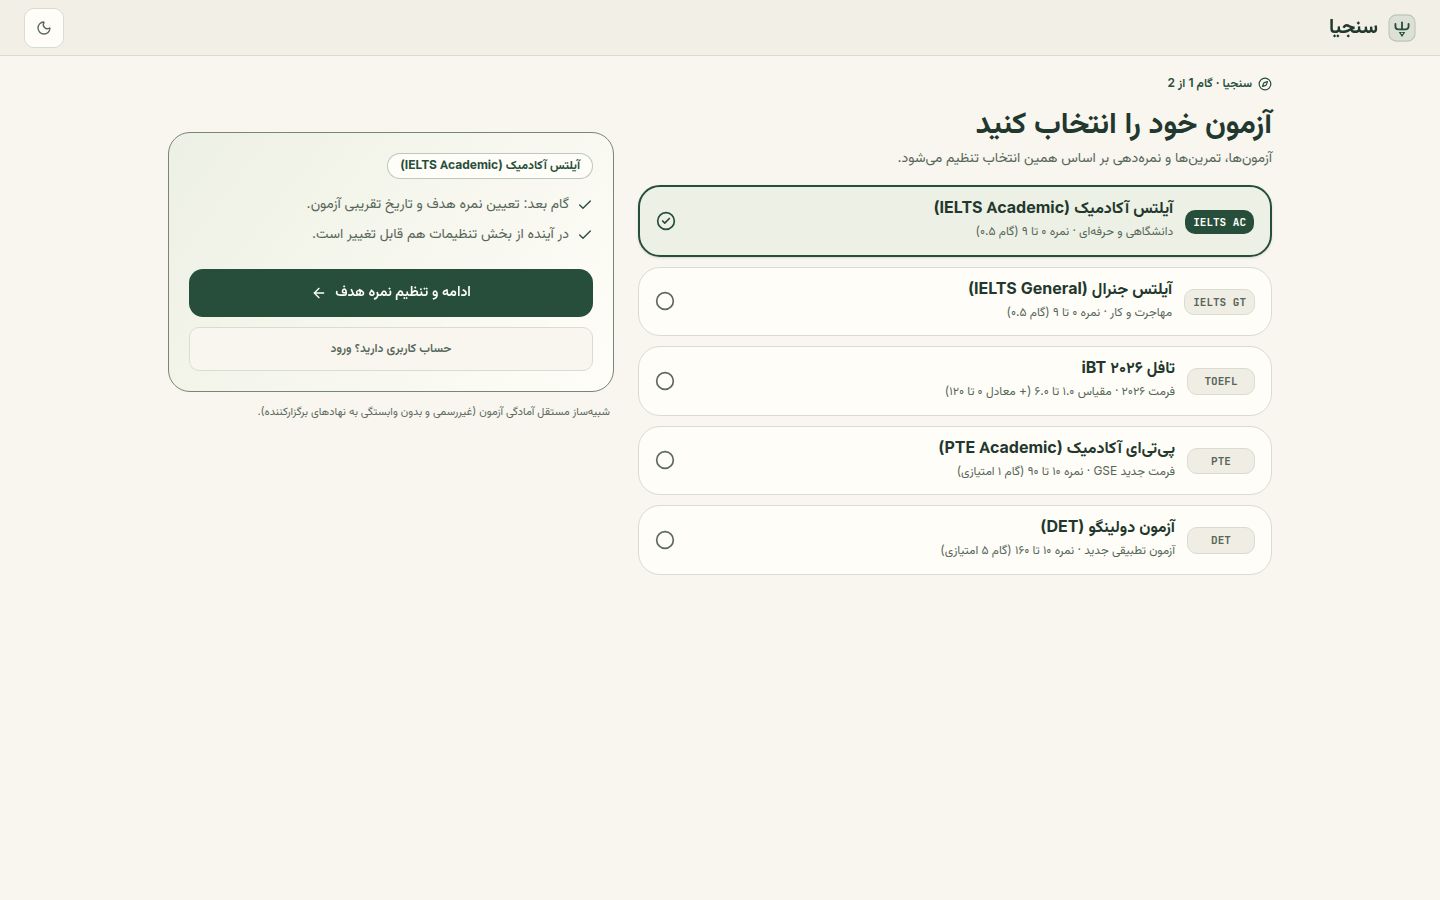 سنجیا
سنجیا · گام 1 از 2
آزمون خود را انتخاب کنید
آزمون‌ها، تمرین‌ها و نمره‌دهی بر اساس همین انتخاب تنظیم می‌شود.
IELTS AC
آیلتس آکادمیک (IELTS Academic)
دانشگاهی و حرفه‌ای · نمره ۰ تا ۹ (گام ۰.۵)
IELTS GT
آیلتس جنرال (IELTS General)
مهاجرت و کار · نمره ۰ تا ۹ (گام ۰.۵)
TOEFL
تافل iBT ۲۰۲۶
فرمت ۲۰۲۶ · مقیاس ۱.۰ تا ۶.۰ (+ معادل ۰ تا ۱۲۰)
PTE
پی‌تی‌ای آکادمیک (PTE Academic)
فرمت جدید GSE · نمره ۱۰ تا ۹۰ (گام ۱ امتیازی)
DET
آزمون دولینگو (DET)
آزمون تطبیقی جدید · نمره ۱۰ تا ۱۶۰ (گام ۵ امتیازی)
آیلتس آکادمیک (IELTS Academic)
گام بعد: تعیین نمره هدف و تاریخ تقریبی آزمون.
در آینده از بخش تنظیمات هم قابل تغییر است.
ادامه و تنظیم نمره هدف
حساب کاربری دارید؟ ورود
شبیه‌ساز مستقل آمادگی آزمون (غیررسمی و بدون وابستگی به نهادهای برگزارکننده).